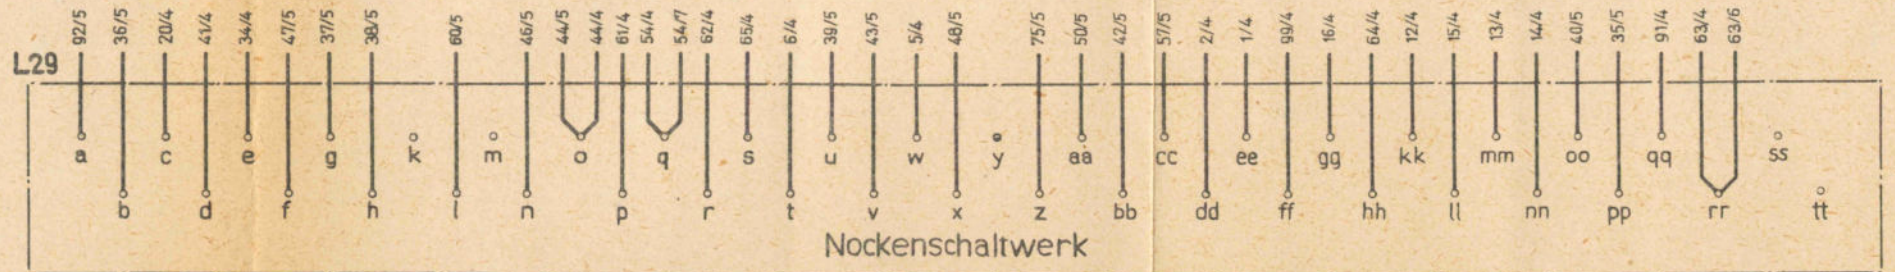 92/5 36/5 20/4 41/4 34/4 47/5 37/5 38/5 60/5 46/5 44/5 44/4 61/4 54/4 54/7 62/4 65/4 6/4 39/5 43/5 5/4 48/5 75/5 50/5 42/5 57/5 2/4 1/4 99/4 16/4 64/4 12/4 15/4 13/4 14/4 40/5 35/5 91/4 63/4 63/6
L29
a c e g k m o q s u w y aa cc ee gg kk mm oo qq ss
b d f h l n p r t v x z bb dd ff hh ll nn pp rr tt
Nockenschaltwerk